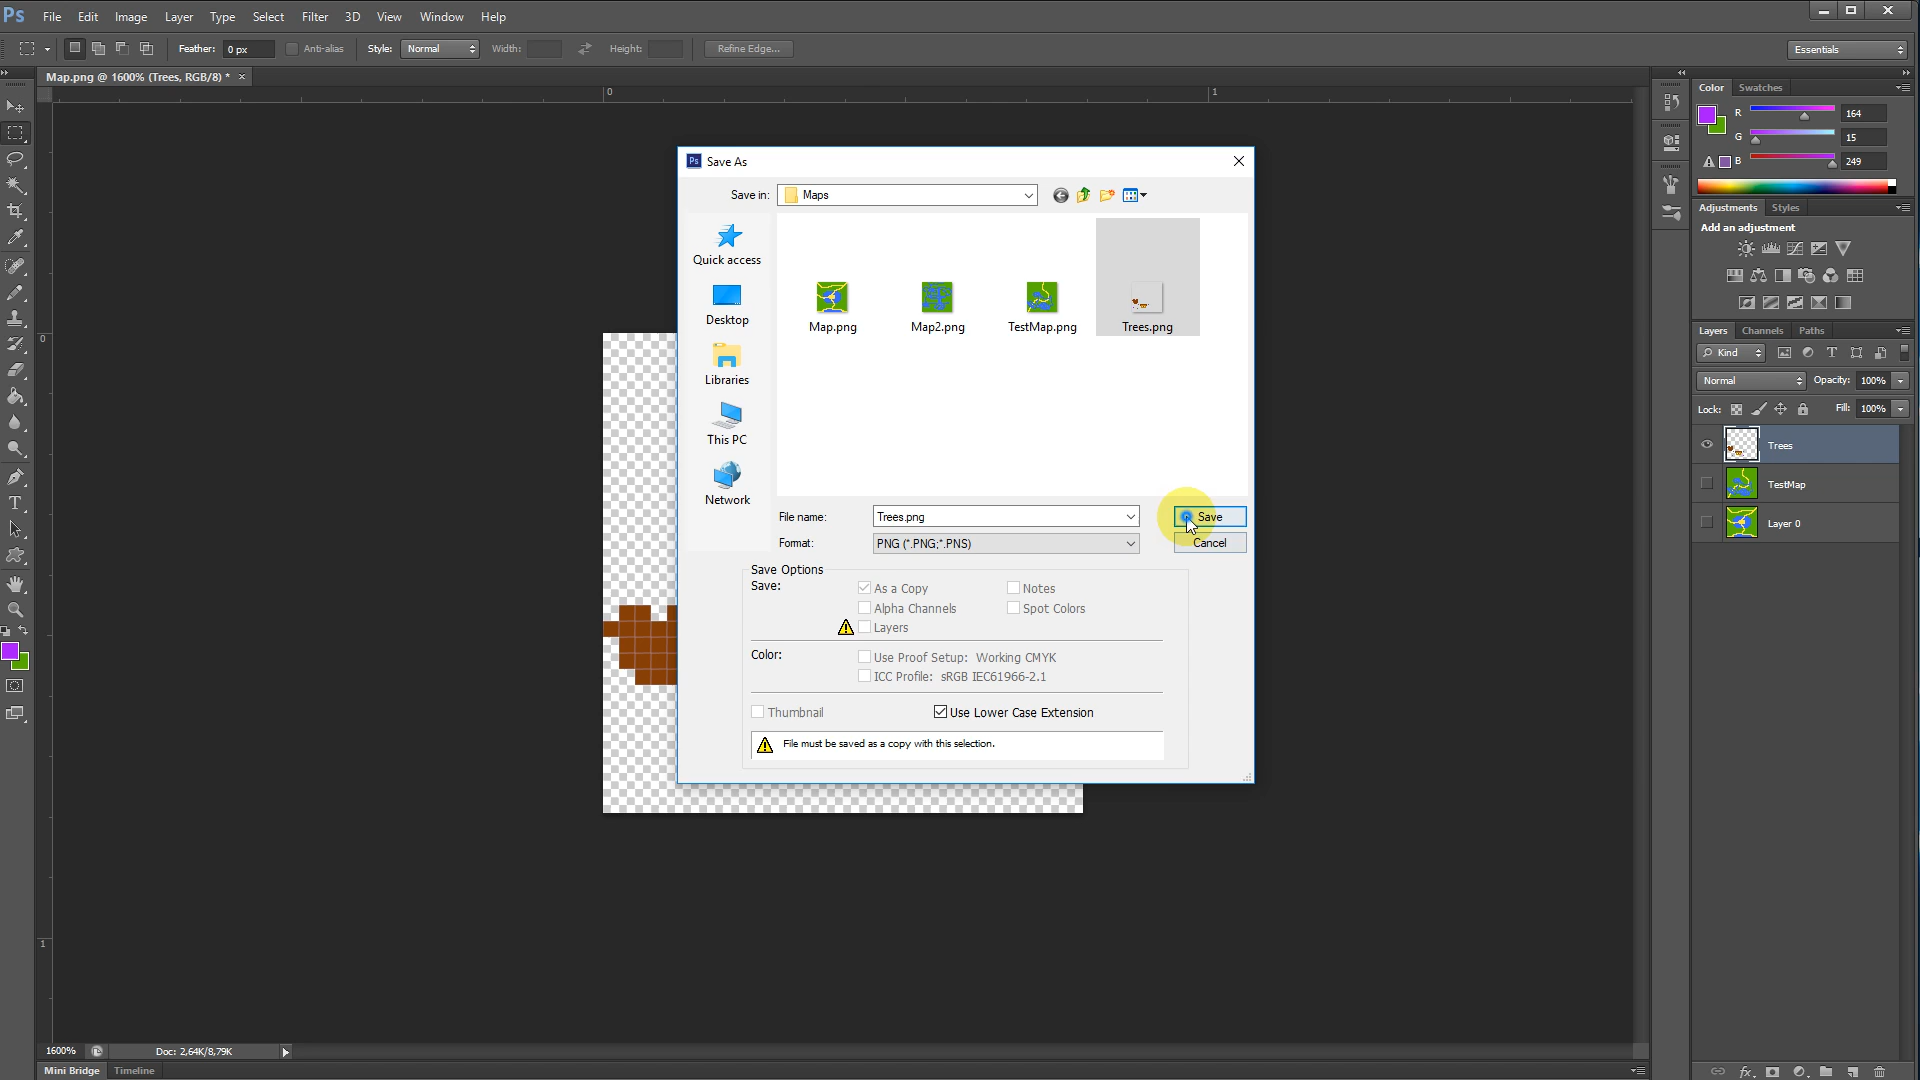 Ps File Edit Image Layer Type Select Filter 3D View Window Help
Feather: 0 px Anti-alias Style: Normal Width: Height: Refine Edge... Essentials
Map.png @ 1600% (Trees, RGB/8) * ×
0 1
Color Swatches
R 164
G 15
B 249
Adjustments Styles
Add an adjustment
Layers Channels Paths
Kind
Normal Opacity: 100%
Lock: Fill: 100%
Trees
TestMap
Layer 0
Ps Save As
Save in: Maps
Quick access
Desktop
Libraries
This PC
Network
Map.png Map2.png TestMap.png Trees.png
File name: Trees.png Save
Format: PNG (*.PNG;*.PNS) Cancel
Save Options
Save: As a Copy Notes
Alpha Channels Spot Colors
Layers
Color: Use Proof Setup: Working CMYK
ICC Profile: sRGB IEC61966-2.1
Thumbnail Use Lower Case Extension
File must be saved as a copy with this selection.
0
1
1600% Doc: 2,64K/8,79K
Mini Bridge Timeline
fx